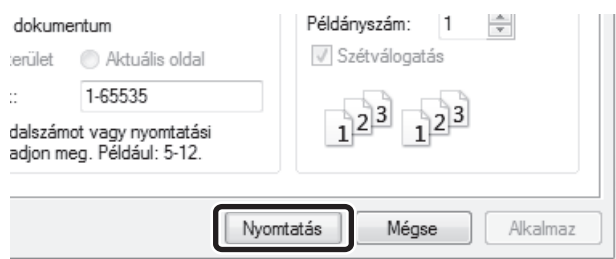 dokumentum
Aktuális oldal
1-65535
dalszámot vagy nyomtatási
adjon meg. Például: 5-12.
Példányszám: 1
Szétválogatás
1 2 3 1 2 3
Nyomtatás Mégse Alkalmaz